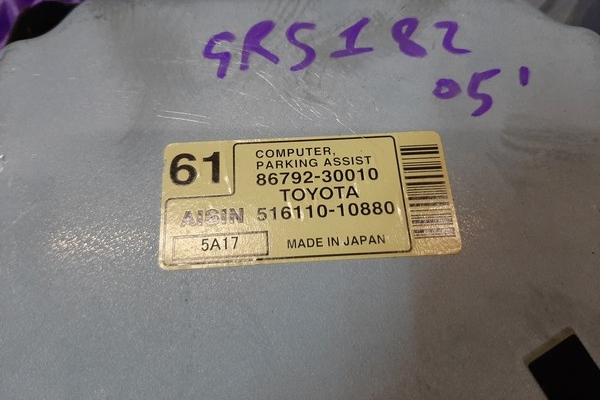 GRS182
05'
61
COMPUTER,
PARKING ASSIST
86792-30010
TOYOTA
AISIN 516110-10880
5A17
MADE IN JAPAN